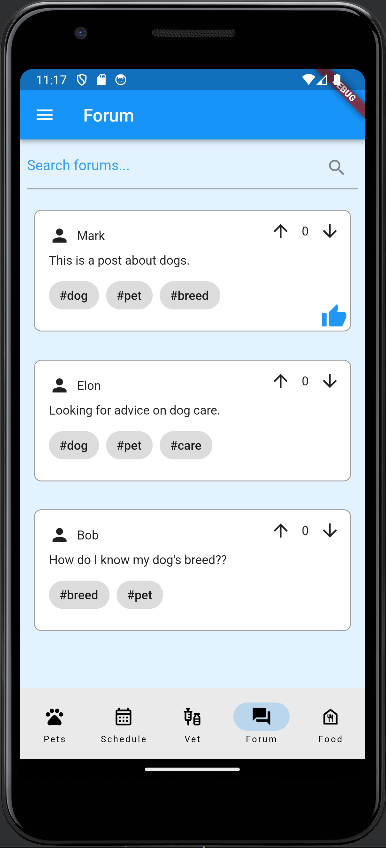 11:17
DEBUG
Forum
Search forums...
Mark 0
This is a post about dogs.
#dog #pet #breed
Elon 0
Looking for advice on dog care.
#dog #pet #care
Bob 0
How do I know my dog's breed??
#breed #pet
Pets Schedule Vet Forum Food